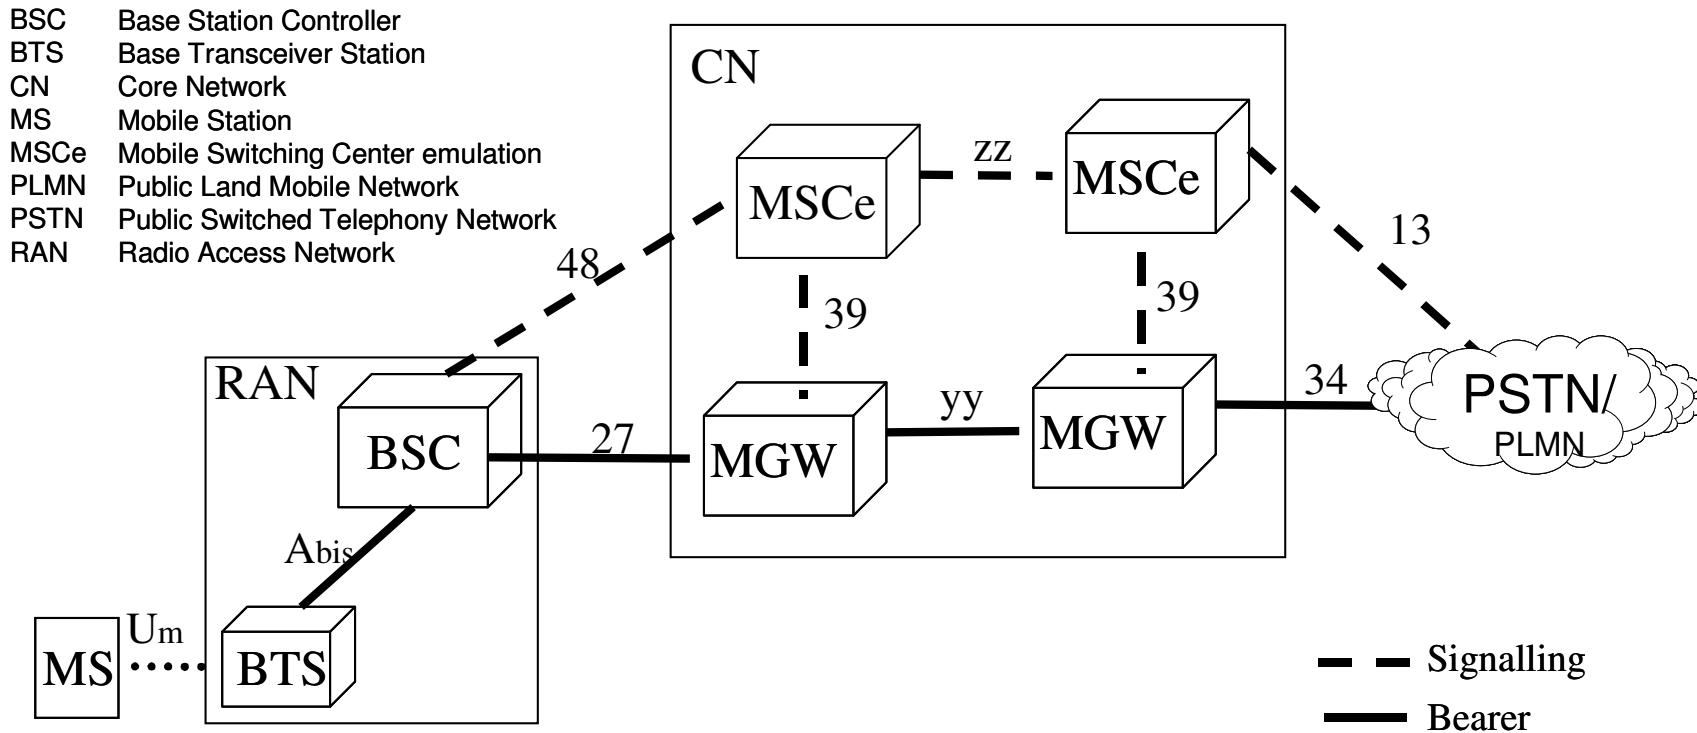 BSC Base Station Controller
BTS Base Transceiver Station
CN Core Network
MS Mobile Station
MSCe Mobile Switching Center emulation
PLMN Public Land Mobile Network
PSTN Public Switched Telephony Network
RAN Radio Access Network
CN
MSCe
zz
MSCe
48
13
39
39
RAN
BSC
27
MGW
yy
MGW
34
PSTN/
PLMN
Abis
Um
MS
BTS
Signalling
Bearer